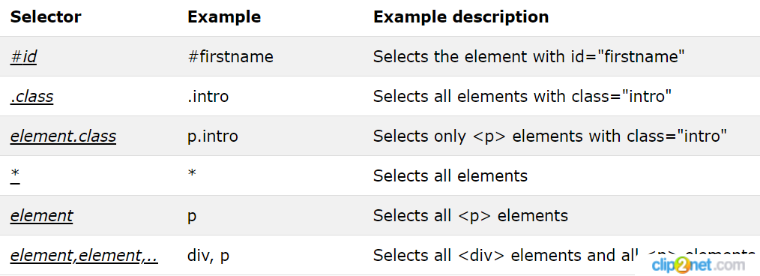 Selector Example Example description
#id #firstname Selects the element with id="firstname"
.class .intro Selects all elements with class="intro"
element.class p.intro Selects only <p> elements with class="intro"
* * Selects all elements
element p Selects all <p> elements
element,element,.. div, p Selects all <div> elements and all <p> elements
clip2net.com